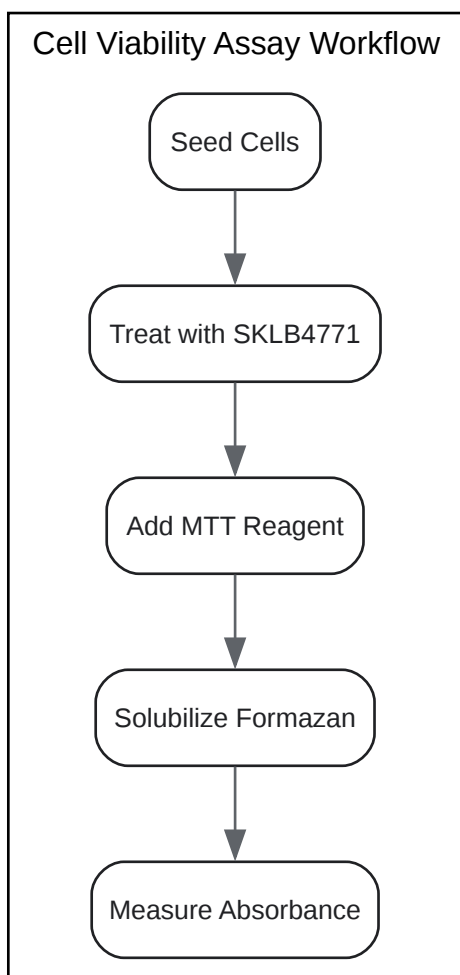 Cell Viability Assay Workflow
Seed Cells
Treat with SKLB4771
Add MTT Reagent
Solubilize Formazan
Measure Absorbance